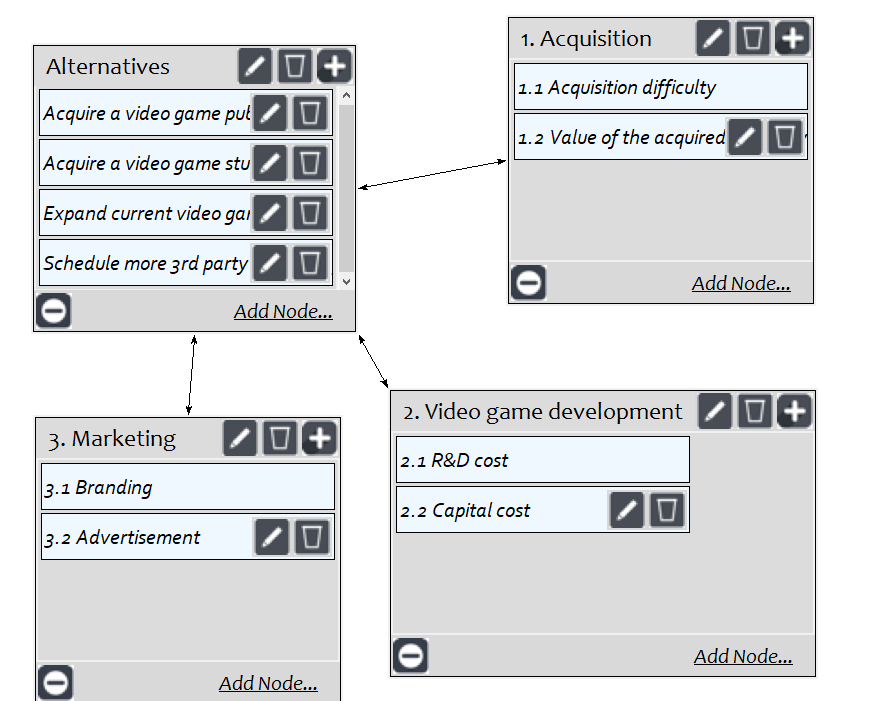 Alternatives
Acquire a video game pub
Acquire a video game stu
Expand current video gar
Schedule more 3rd party
Add Node...
1. Acquisition
1.1 Acquisition difficulty
1.2 Value of the acquired
Add Node...
3. Marketing
3.1 Branding
3.2 Advertisement
Add Node...
2. Video game development
2.1 R&D cost
2.2 Capital cost
Add Node...